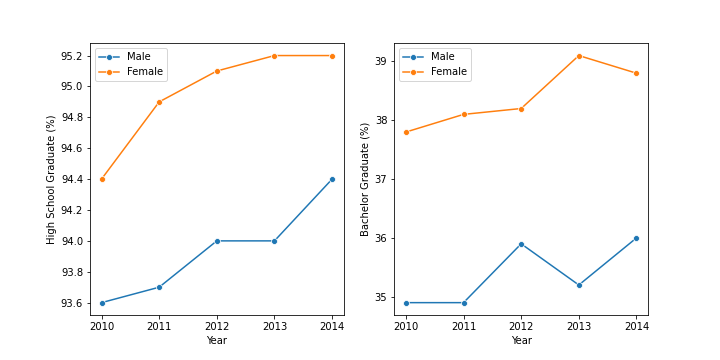 High School Graduate (%)
95.2
95.0
94.8
94.6
94.4
94.2
94.0
93.8
93.6
Male
Female
2010 2011 2012 2013 2014
Year
Bachelor Graduate (%)
39
38
37
36
35
Male
Female
2010 2011 2012 2013 2014
Year